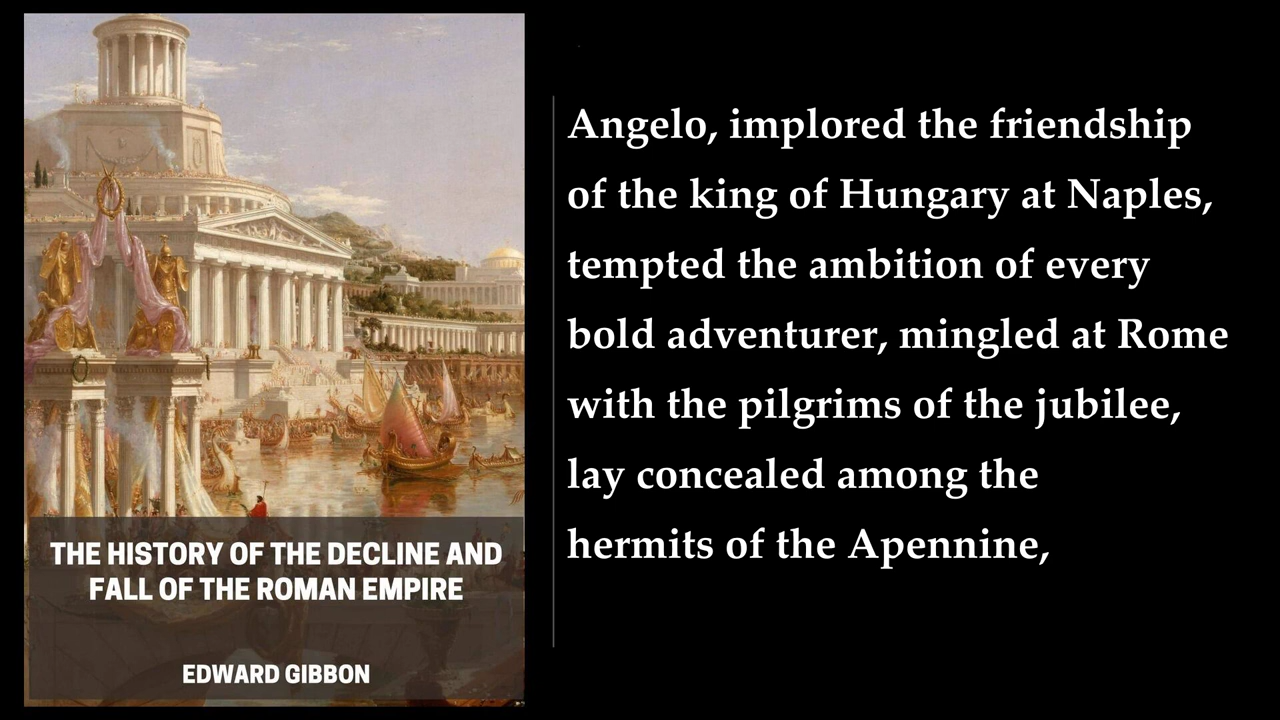 THE HISTORY OF THE DECLINE AND
FALL OF THE ROMAN EMPIRE
EDWARD GIBBON
Angelo, implored the friendship
of the king of Hungary at Naples,
tempted the ambition of every
bold adventurer, mingled at Rome
with the pilgrims of the jubilee,
lay concealed among the
hermits of the Apennine,